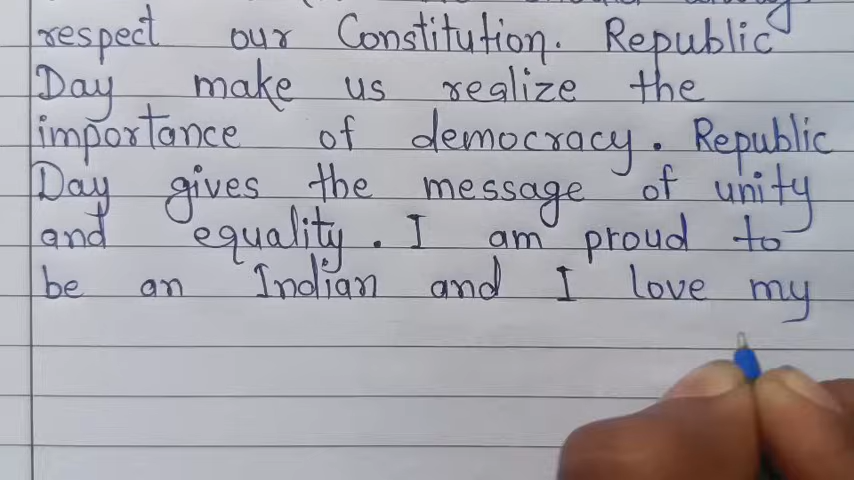 respect our Constitution. Republic
Day make us realize the
importance of democracy. Republic
Day gives the message of unity
and equality. I am proud to
be an Indian and I love my